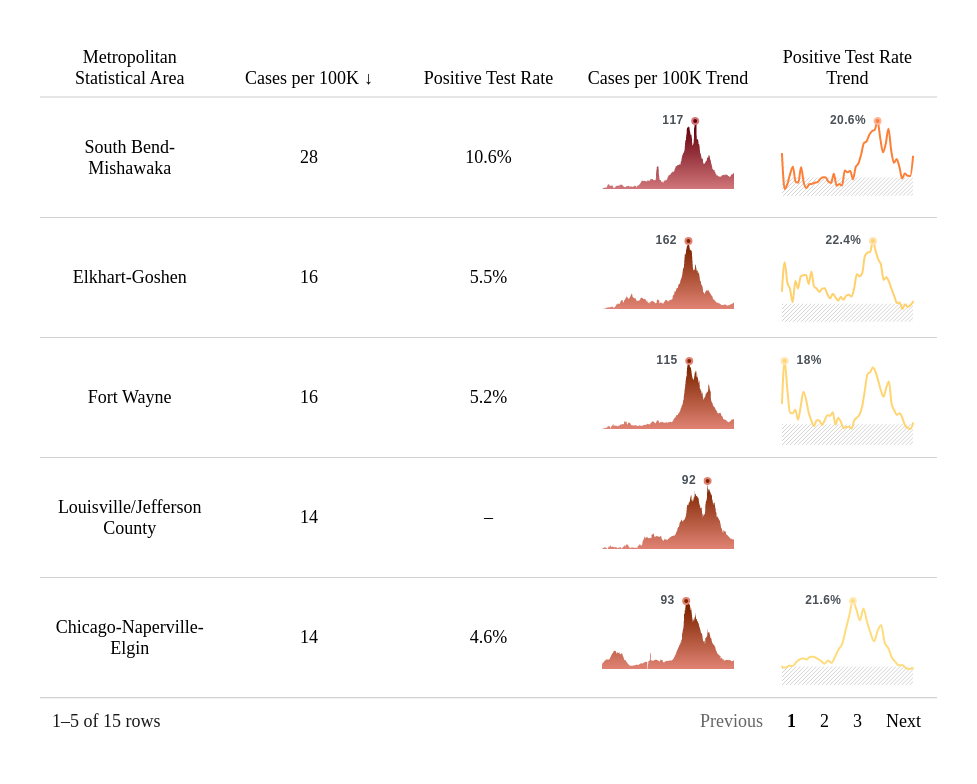 Metropolitan
Statistical Area
Cases per 100K ↓
Positive Test Rate
Cases per 100K Trend
Positive Test Rate
Trend
South Bend-
Mishawaka
28
10.6%
117
20.6%
Elkhart-Goshen
16
5.5%
162
22.4%
Fort Wayne
16
5.2%
115
18%
Louisville/Jefferson
County
14
–
92
Chicago-Naperville-
Elgin
14
4.6%
93
21.6%
1–5 of 15 rows
Previous 1 2 3 Next